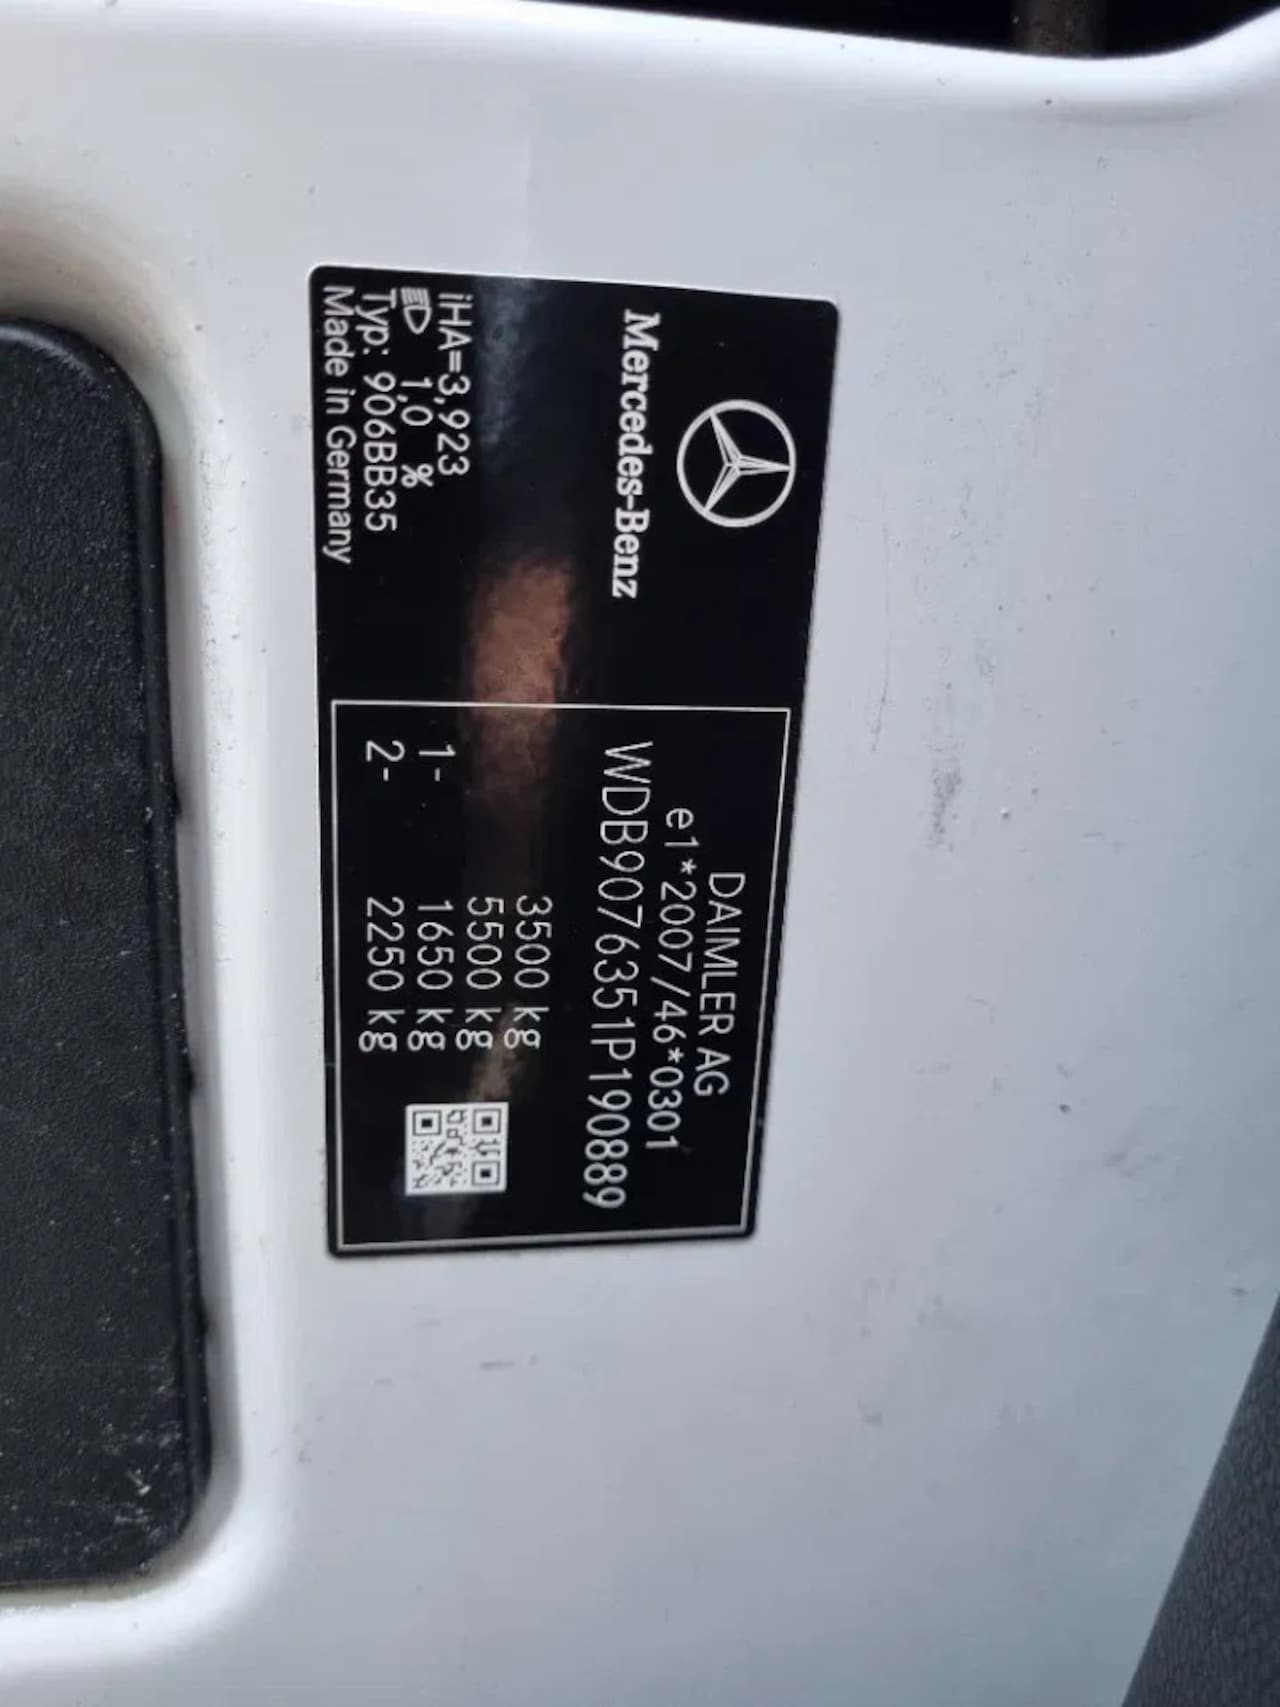 Mercedes-Benz
iHA=3,923
1,0 %
Typ: 906BB35
Made in Germany
DAIMLER AG
e1*2007/46*0301
WDB9076351P190889
3500 kg
5500 kg
1- 1650 kg
2- 2250 kg